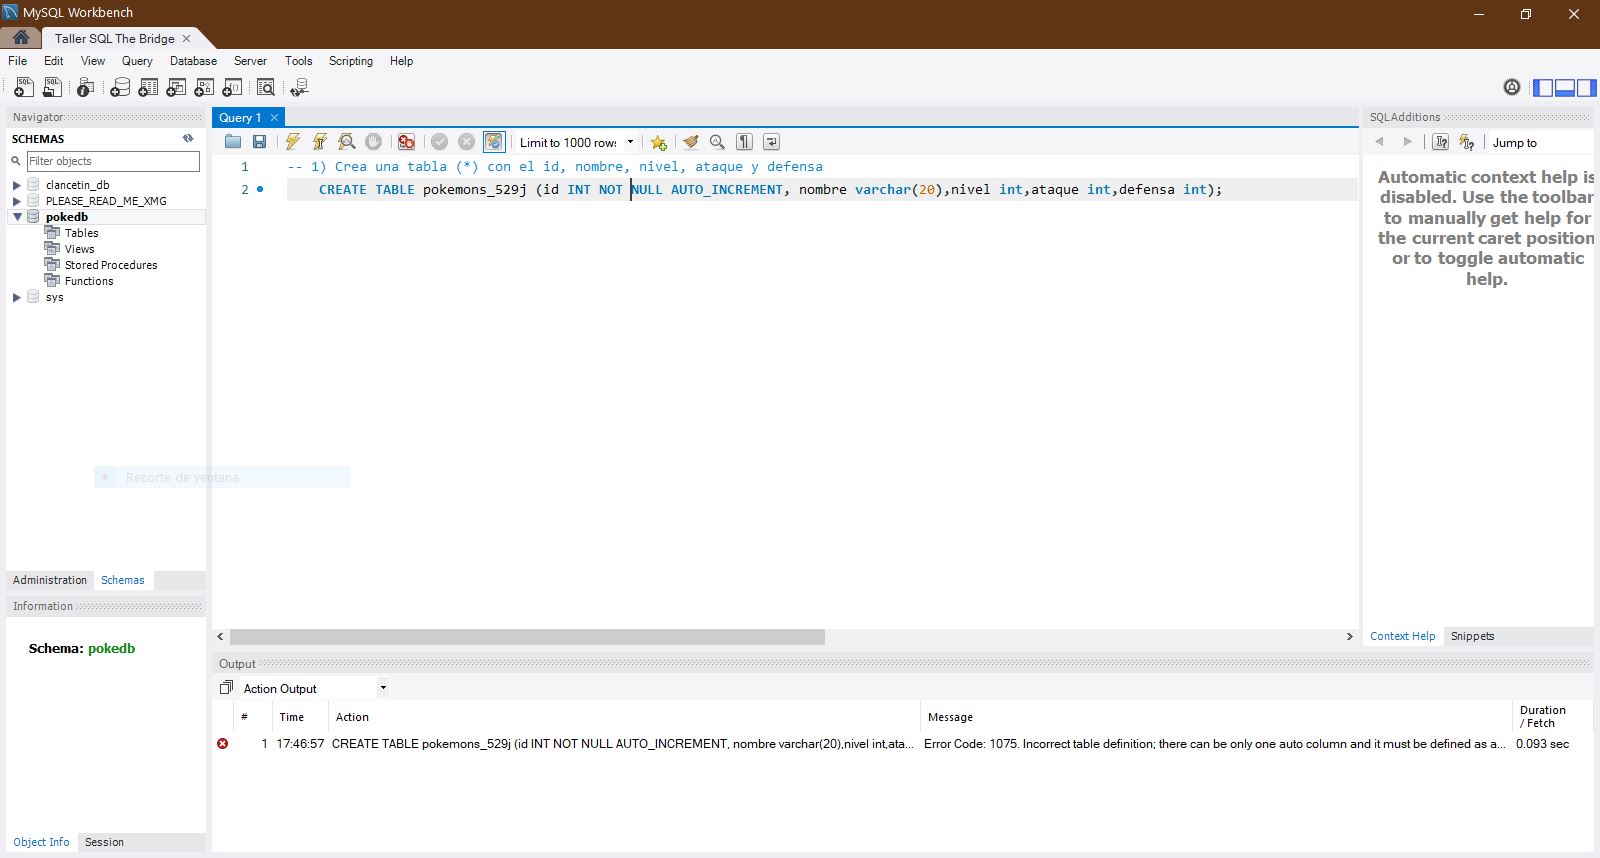 MySQL Workbench
Taller SQL The Bridge
File Edit View Query Database Server Tools Scripting Help
Navigator
SCHEMAS
Filter objects
clancetin_db
PLEASE_READ_ME_XMG
pokedb
Tables
Views
Stored Procedures
Functions
sys
Recorte de ventana
Administration Schemas
Information
Schema: pokedb
Object Info Session
Query 1
Limit to 1000 rows
1 -- 1) Crea una tabla (*) con el id, nombre, nivel, ataque y defensa
2 CREATE TABLE pokemons_529j (id INT NOT NULL AUTO_INCREMENT, nombre varchar(20),nivel int,ataque int,defensa int);
SQLAdditions
Jump to
Automatic context help is
disabled. Use the toolbar
to manually get help for
the current caret position
or to toggle automatic
help.
Context Help Snippets
Output
Action Output
# Time Action Message Duration / Fetch
1 17:46:57 CREATE TABLE pokemons_529j (id INT NOT NULL AUTO_INCREMENT, nombre varchar(20),nivel int,ata... Error Code: 1075. Incorrect table definition; there can be only one auto column and it must be defined as a... 0.093 sec